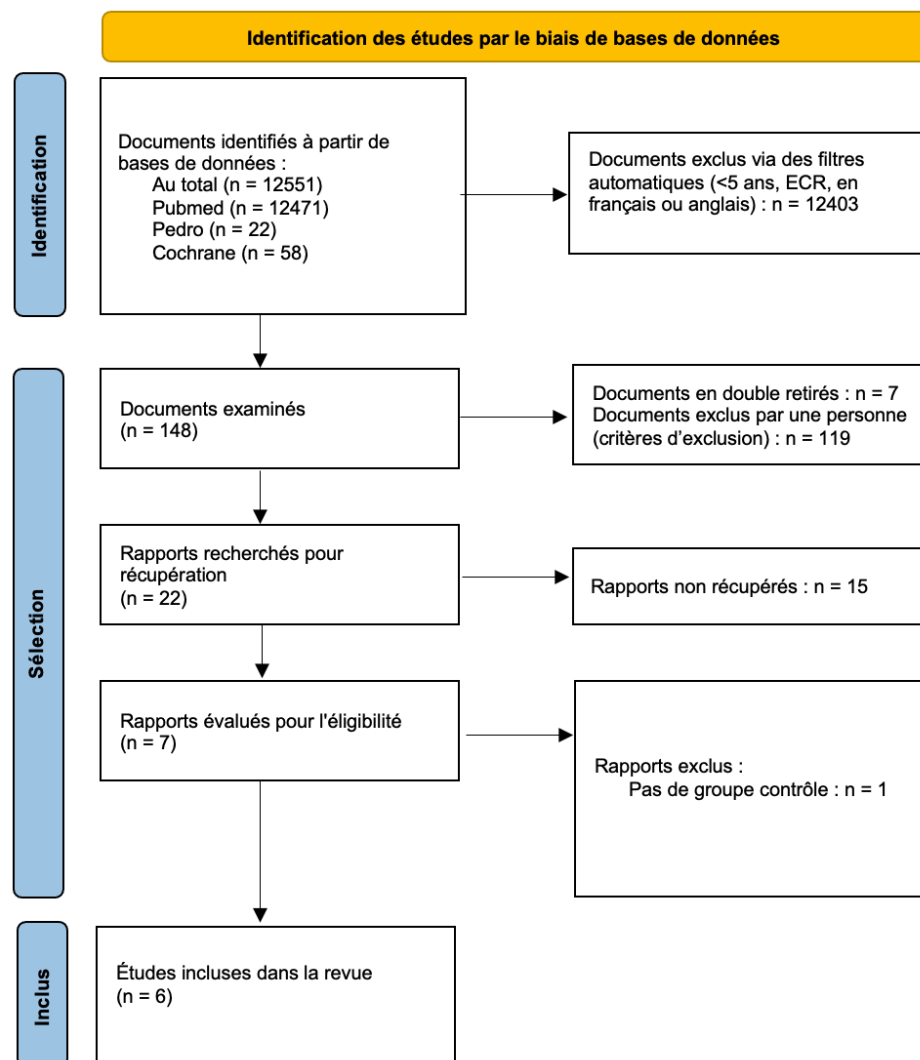 Identification des études par le biais de bases de données
Identification
Documents identifiés à partir de
bases de données :
Au total (n = 12551)
Pubmed (n = 12471)
Pedro (n = 22)
Cochrane (n = 58)
Documents exclus via des filtres
automatiques (<5 ans, ECR, en
français ou anglais) : n = 12403
Sélection
Documents examinés
(n = 148)
Documents en double retirés : n = 7
Documents exclus par une personne
(critères d’exclusion) : n = 119
Rapports recherchés pour
récupération
(n = 22)
Rapports non récupérés : n = 15
Rapports évalués pour l'éligibilité
(n = 7)
Rapports exclus :
Pas de groupe contrôle : n = 1
Inclus
Études incluses dans la revue
(n = 6)